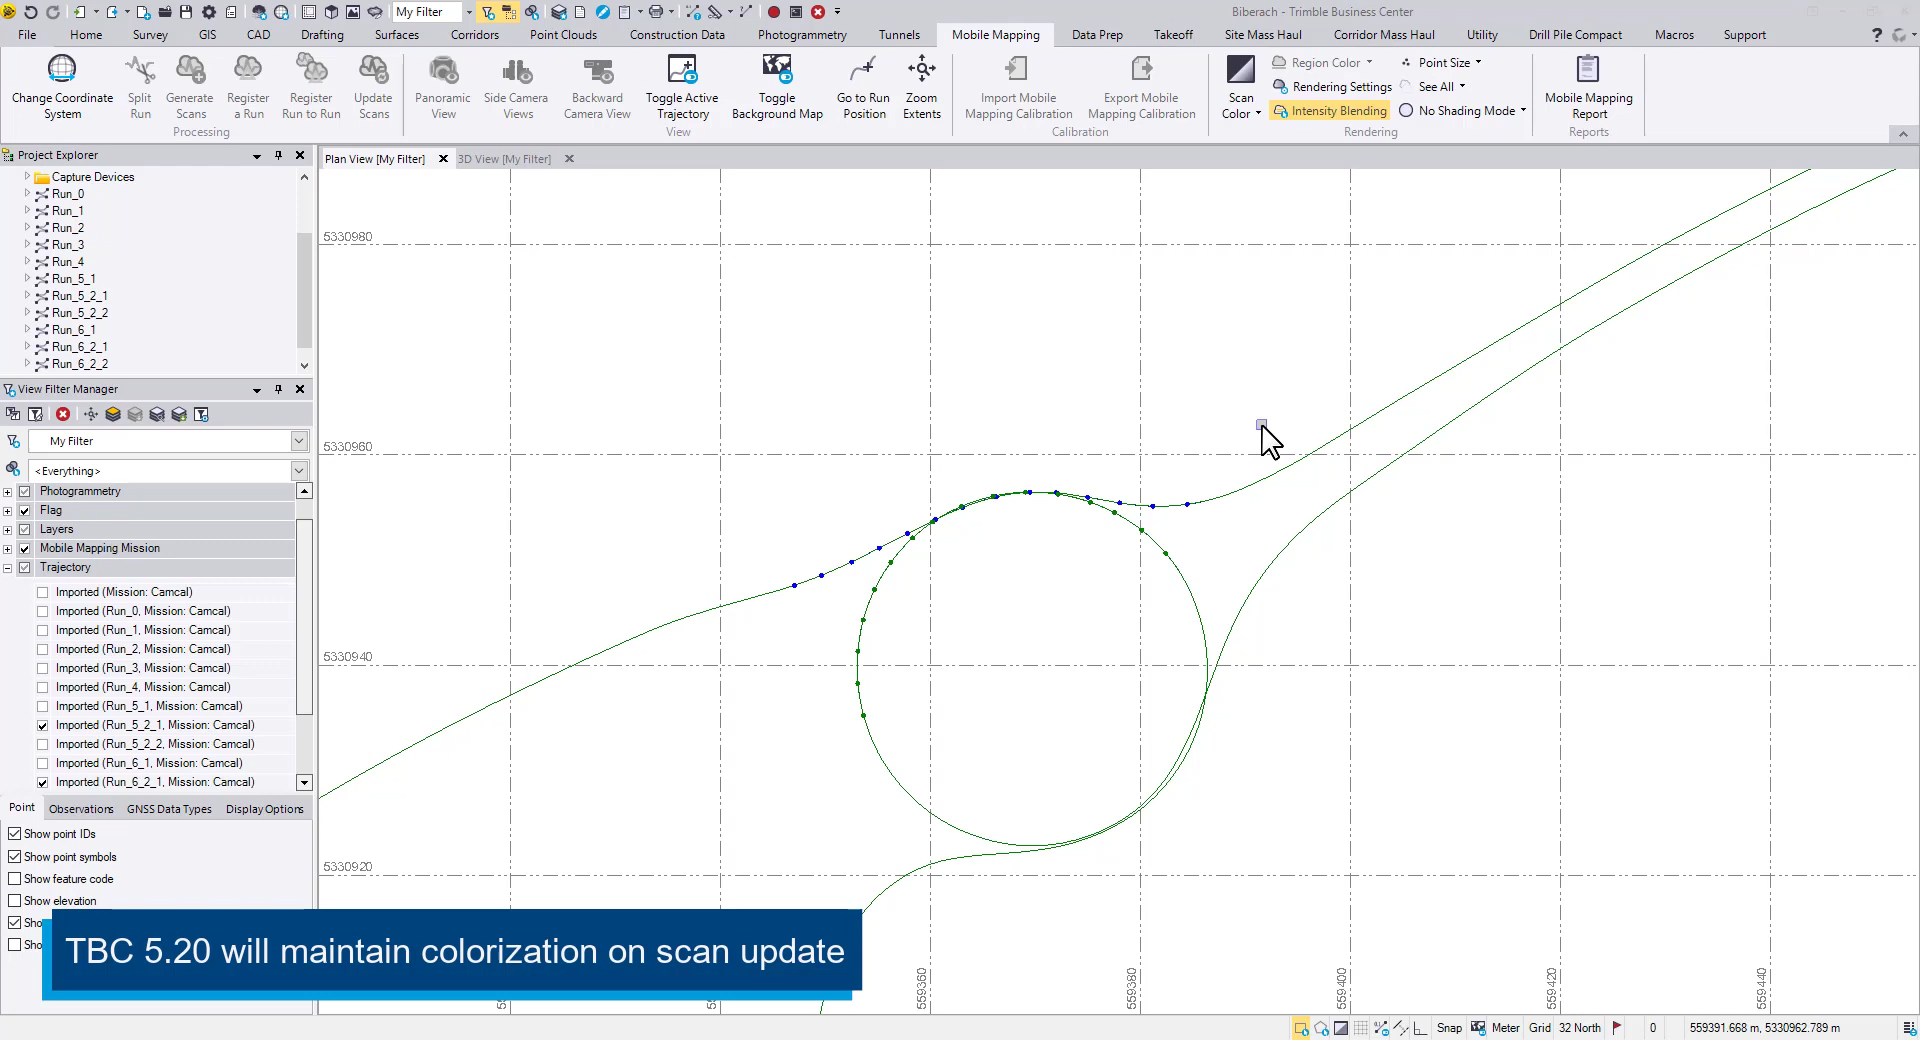 My Filter
Biberach - Trimble Business Center
File Home Survey GIS CAD Drafting Surfaces Corridors Point Clouds Construction Data Photogrammetry Tunnels Mobile Mapping Data Prep Takeoff Site Mass Haul Corridor Mass Haul Utility Drill Pile Compact Macros Support
Change Coordinate System
Split Run
Generate Scans
Register a Run
Register Run to Run
Update Scans
Processing
Panoramic View
Side Camera Views
Backward Camera View
Toggle Active Trajectory
Toggle Background Map
Go to Run Position
Zoom Extents
View
Import Mobile Mapping Calibration
Export Mobile Mapping Calibration
Calibration
Scan Color
Region Color
Rendering Settings
Intensity Blending
Point Size
See All
No Shading Mode
Rendering
Mobile Mapping Report
Reports
Project Explorer
Capture Devices
Run_0
Run_1
Run_2
Run_3
Run_4
Run_5_1
Run_5_2_1
Run_5_2_2
Run_6_1
Run_6_2_1
Run_6_2_2
View Filter Manager
My Filter
<Everything>
Photogrammetry
Flag
Layers
Mobile Mapping Mission
Trajectory
Imported (Mission: Camcal)
Imported (Run_0, Mission: Camcal)
Imported (Run_1, Mission: Camcal)
Imported (Run_2, Mission: Camcal)
Imported (Run_3, Mission: Camcal)
Imported (Run_4, Mission: Camcal)
Imported (Run_5_1, Mission: Camcal)
Imported (Run_5_2_1, Mission: Camcal)
Imported (Run_5_2_2, Mission: Camcal)
Imported (Run_6_1, Mission: Camcal)
Imported (Run_6_2_1, Mission: Camcal)
Point Observations GNSS Data Types Display Options
Show point IDs
Show point symbols
Show feature code
Show elevation
Plan View [My Filter]
3D View [My Filter]
5330980
5330960
5330940
5330920
559360
559380
559400
559420
559440
TBC 5.20 will maintain colorization on scan update
Snap Meter Grid 32 North 0 559391.668 m, 5330962.789 m